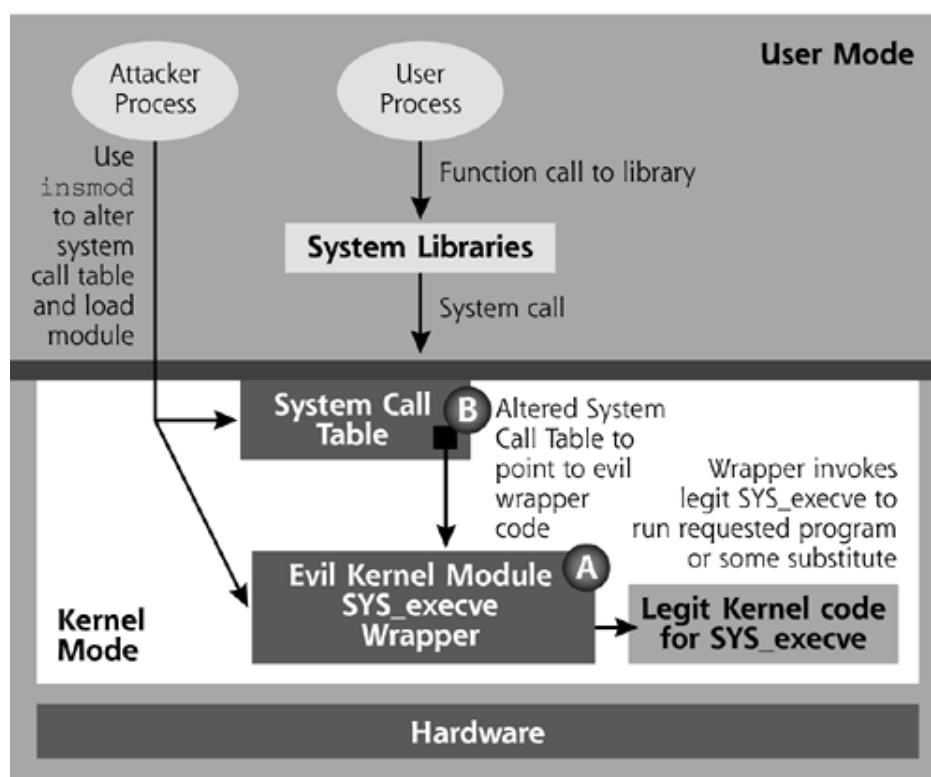 User Mode
Attacker
Process
User
Process
Use
insmod
to alter
system
call table
and load
module
Function call to library
System Libraries
System call
System Call
Table
B
Altered System
Call Table to
point to evil
wrapper
code
Wrapper invokes
legit SYS_execve to
run requested program
or some substitute
Evil Kernel Module
SYS_execve
Wrapper
A
Legit Kernel code
for SYS_execve
Kernel
Mode
Hardware